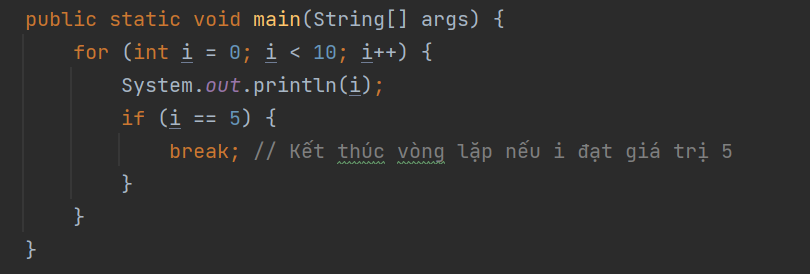 public static void main(String[] args) {
    for (int i = 0; i < 10; i++) {
        System.out.println(i);
        if (i == 5) {
            break; // Kết thúc vòng lặp nếu i đạt giá trị 5
        }
    }
}